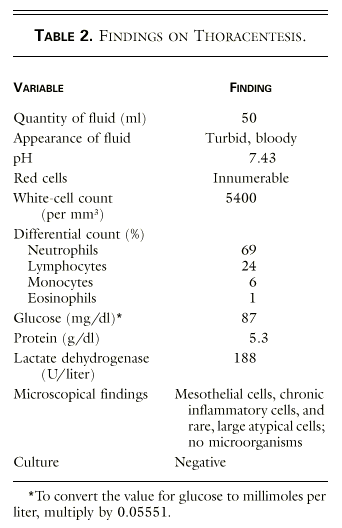 TABLE 2. FINDINGS ON THORACENTESIS.
VARIABLE FINDING
Quantity of fluid (ml) 50
Appearance of fluid Turbid, bloody
pH 7.43
Red cells Innumerable
White-cell count 5400
(per mm³)
Differential count (%)
Neutrophils 69
Lymphocytes 24
Monocytes 6
Eosinophils 1
Glucose (mg/dl)* 87
Protein (g/dl) 5.3
Lactate dehydrogenase 188
(U/liter)
Microscopical findings Mesothelial cells, chronic
inflammatory cells, and
rare, large atypical cells;
no microorganisms
Culture Negative
*To convert the value for glucose to millimoles per
liter, multiply by 0.05551.